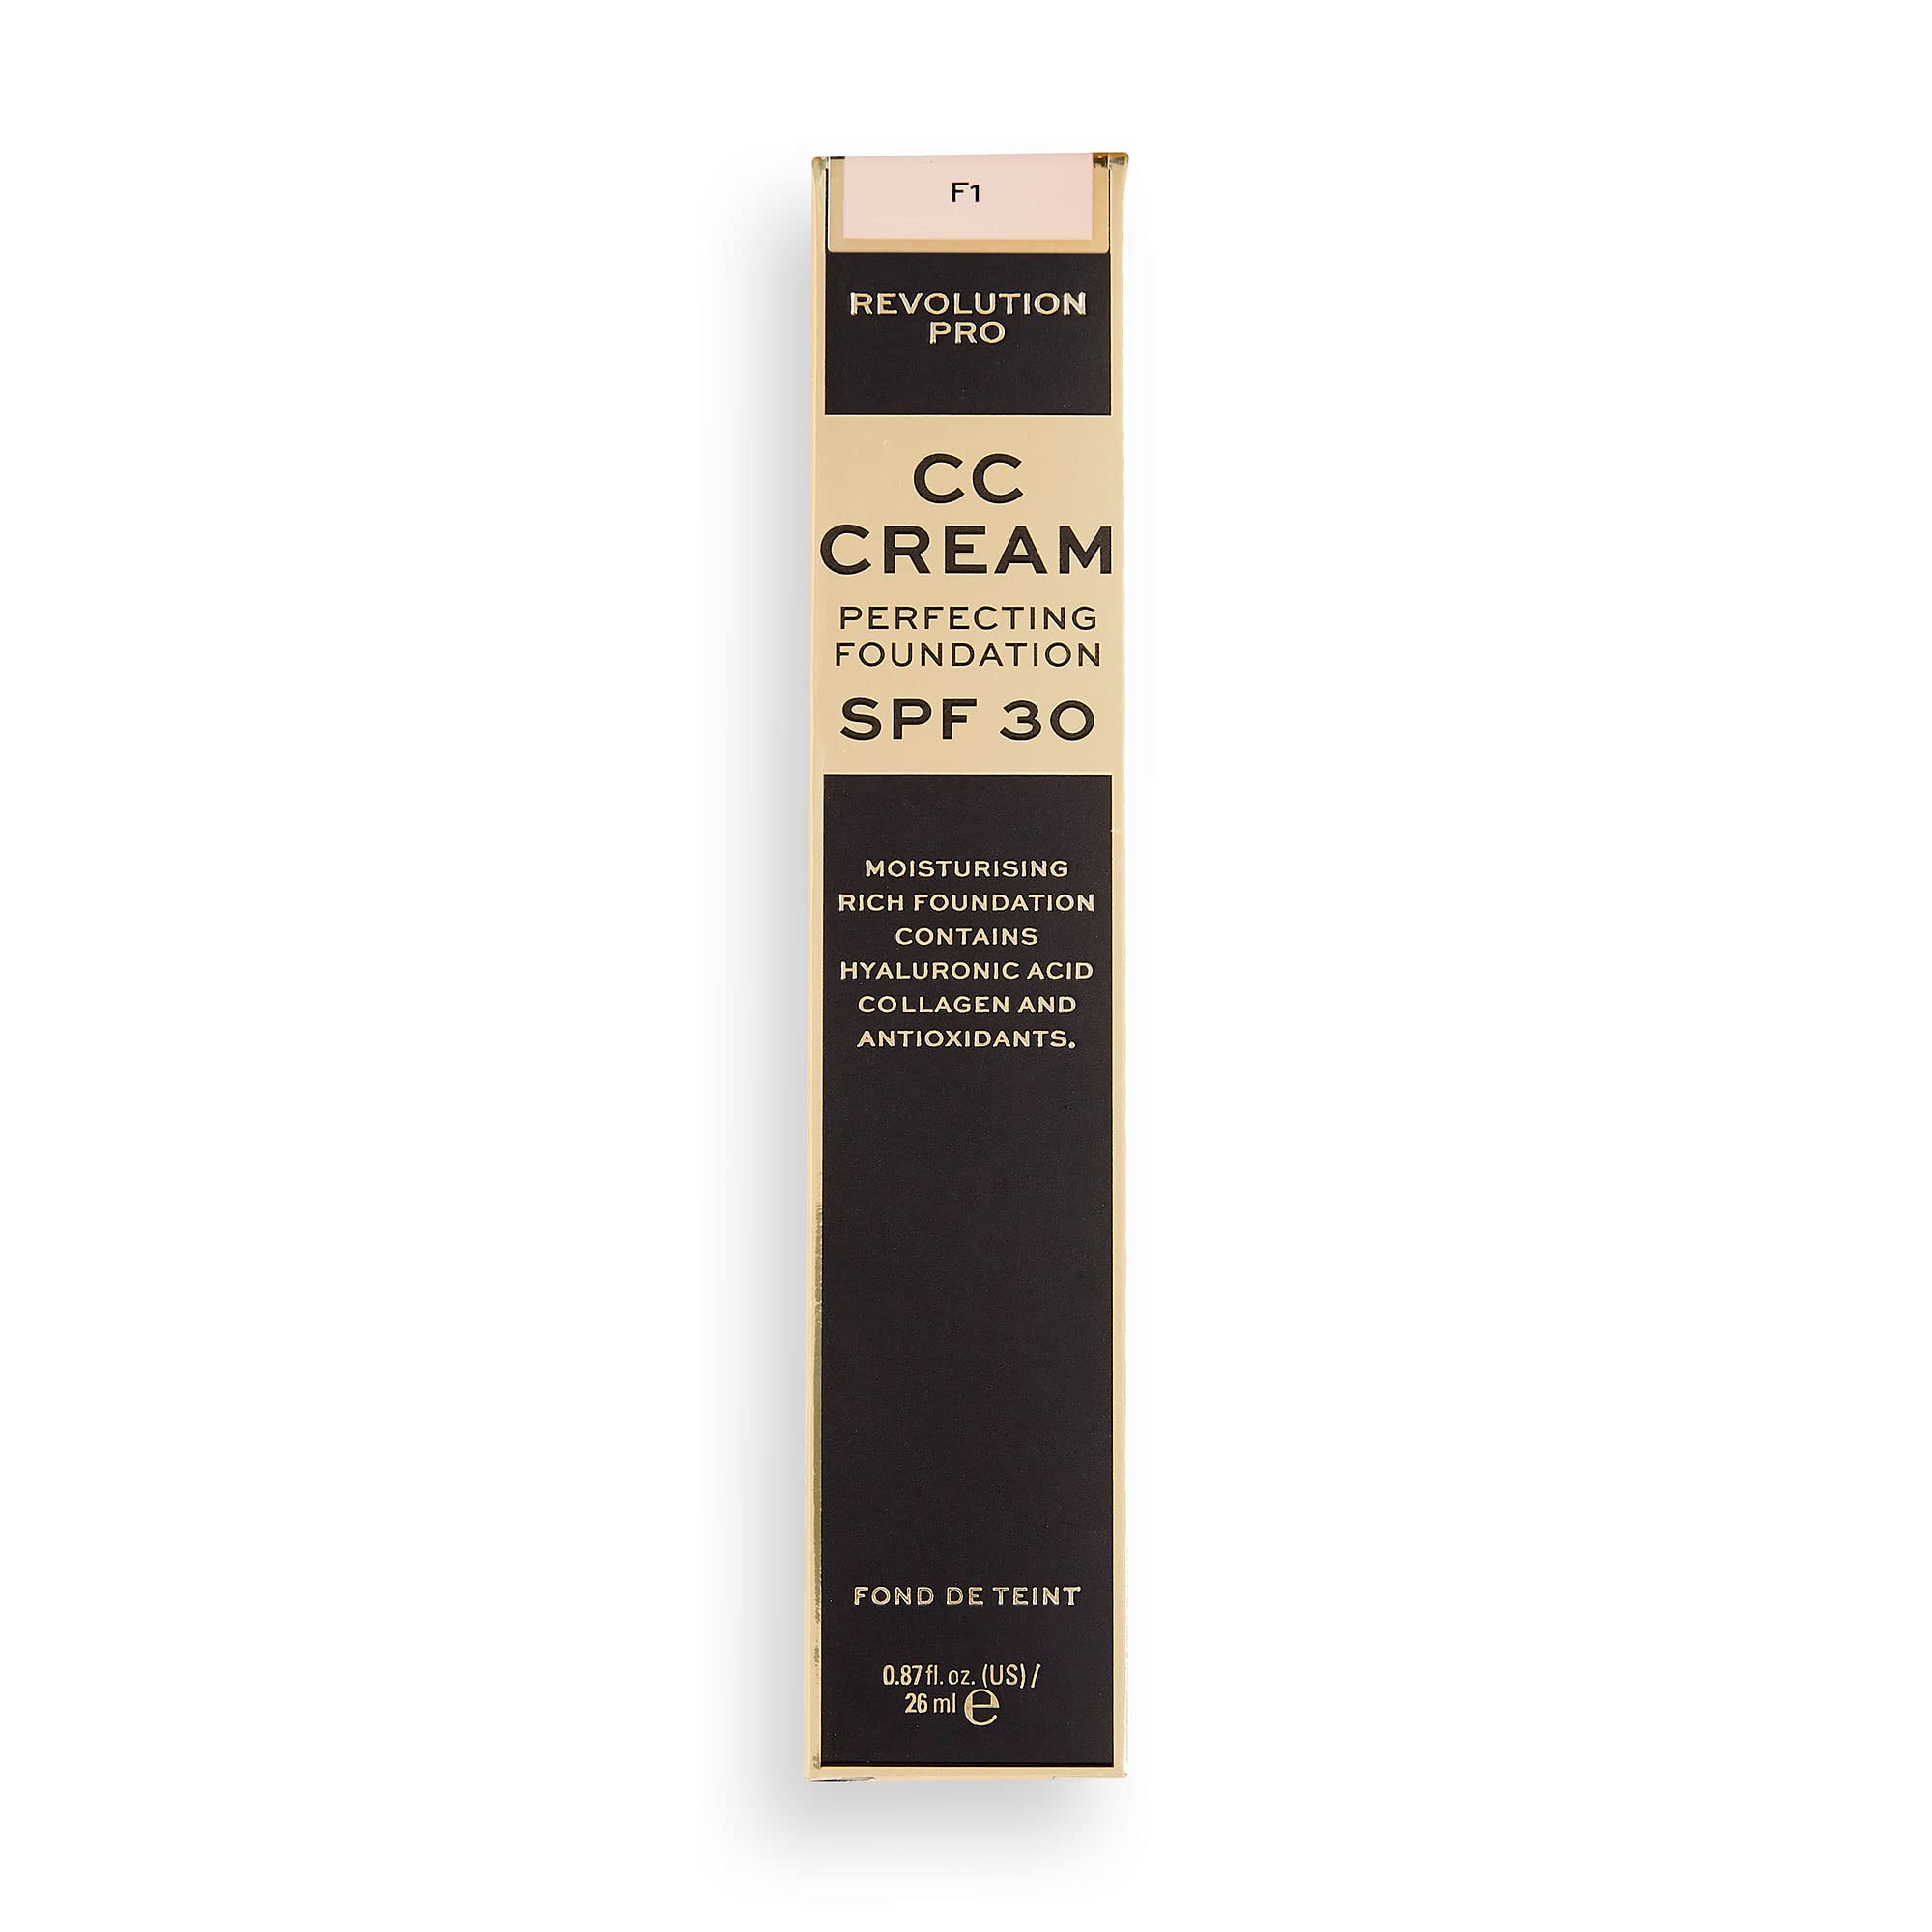 F1
REVOLUTION
PRO
CC
CREAM
PERFECTING
FOUNDATION
SPF 30
MOISTURISING
RICH FOUNDATION
CONTAINS
HYALURONIC ACID
COLLAGEN AND
ANTIOXIDANTS.
FOND DE TEINT
0.87 fl. oz. (US) /
26 ml ℮